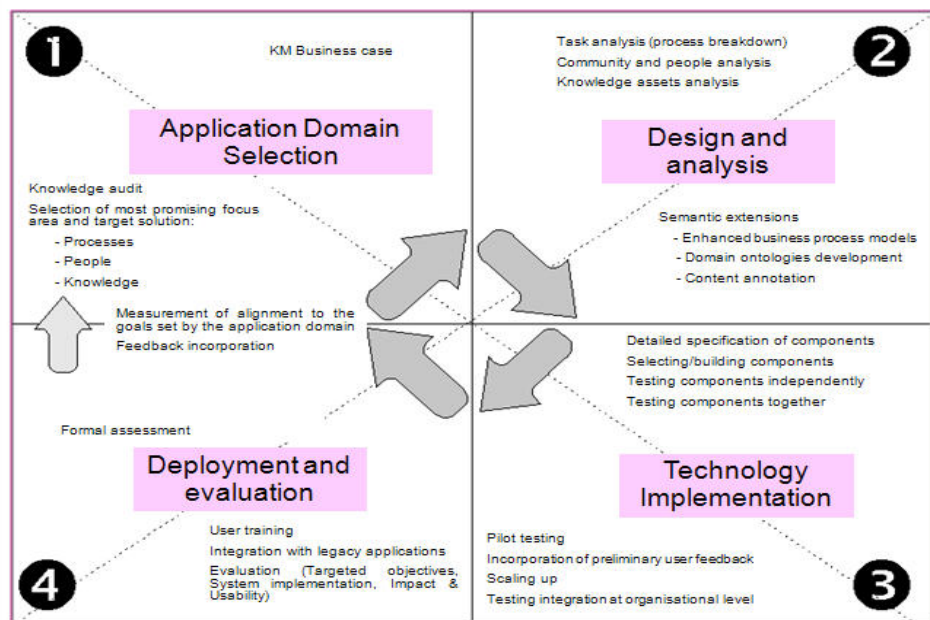 1
KM Business case
Application Domain
Selection
Knowledge audit
Selection of most promising focus
area and target solution:
- Processes
- People
- Knowledge
2
Task analysis (process breakdown)
Community and people analysis
Knowledge assets analysis
Design and
analysis
Semantic extensions
- Enhanced business process models
- Domain ontologies development
- Content annotation
Measurement of alignment to the
goals set by the application domain
Feedback incorporation
Formal assessment
Deployment and
evaluation
User training
Integration with legacy applications
Evaluation (Targeted objectives,
System implementation, Impact &
Usability)
4
Detailed specification of components
Selecting/building components
Testing components independently
Testing components together
Technology
Implementation
Pilot testing
Incorporation of preliminary user feedback
Scaling up
Testing integration at organisational level
3